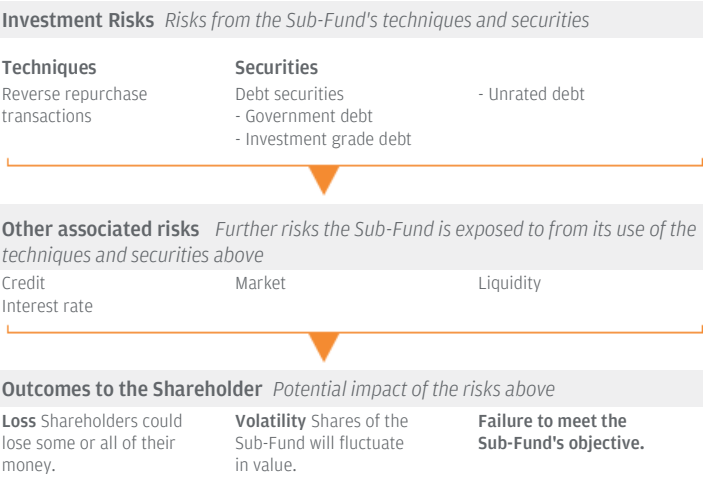 Investment Risks Risks from the Sub-Fund's techniques and securities
Techniques
Reverse repurchase
transactions
Securities
Debt securities
- Government debt
- Investment grade debt
- Unrated debt
Other associated risks Further risks the Sub-Fund is exposed to from its use of the
techniques and securities above
Credit
Interest rate
Market
Liquidity
Outcomes to the Shareholder Potential impact of the risks above
Loss Shareholders could
lose some or all of their
money.
Volatility Shares of the
Sub-Fund will fluctuate
in value.
Failure to meet the
Sub-Fund's objective.